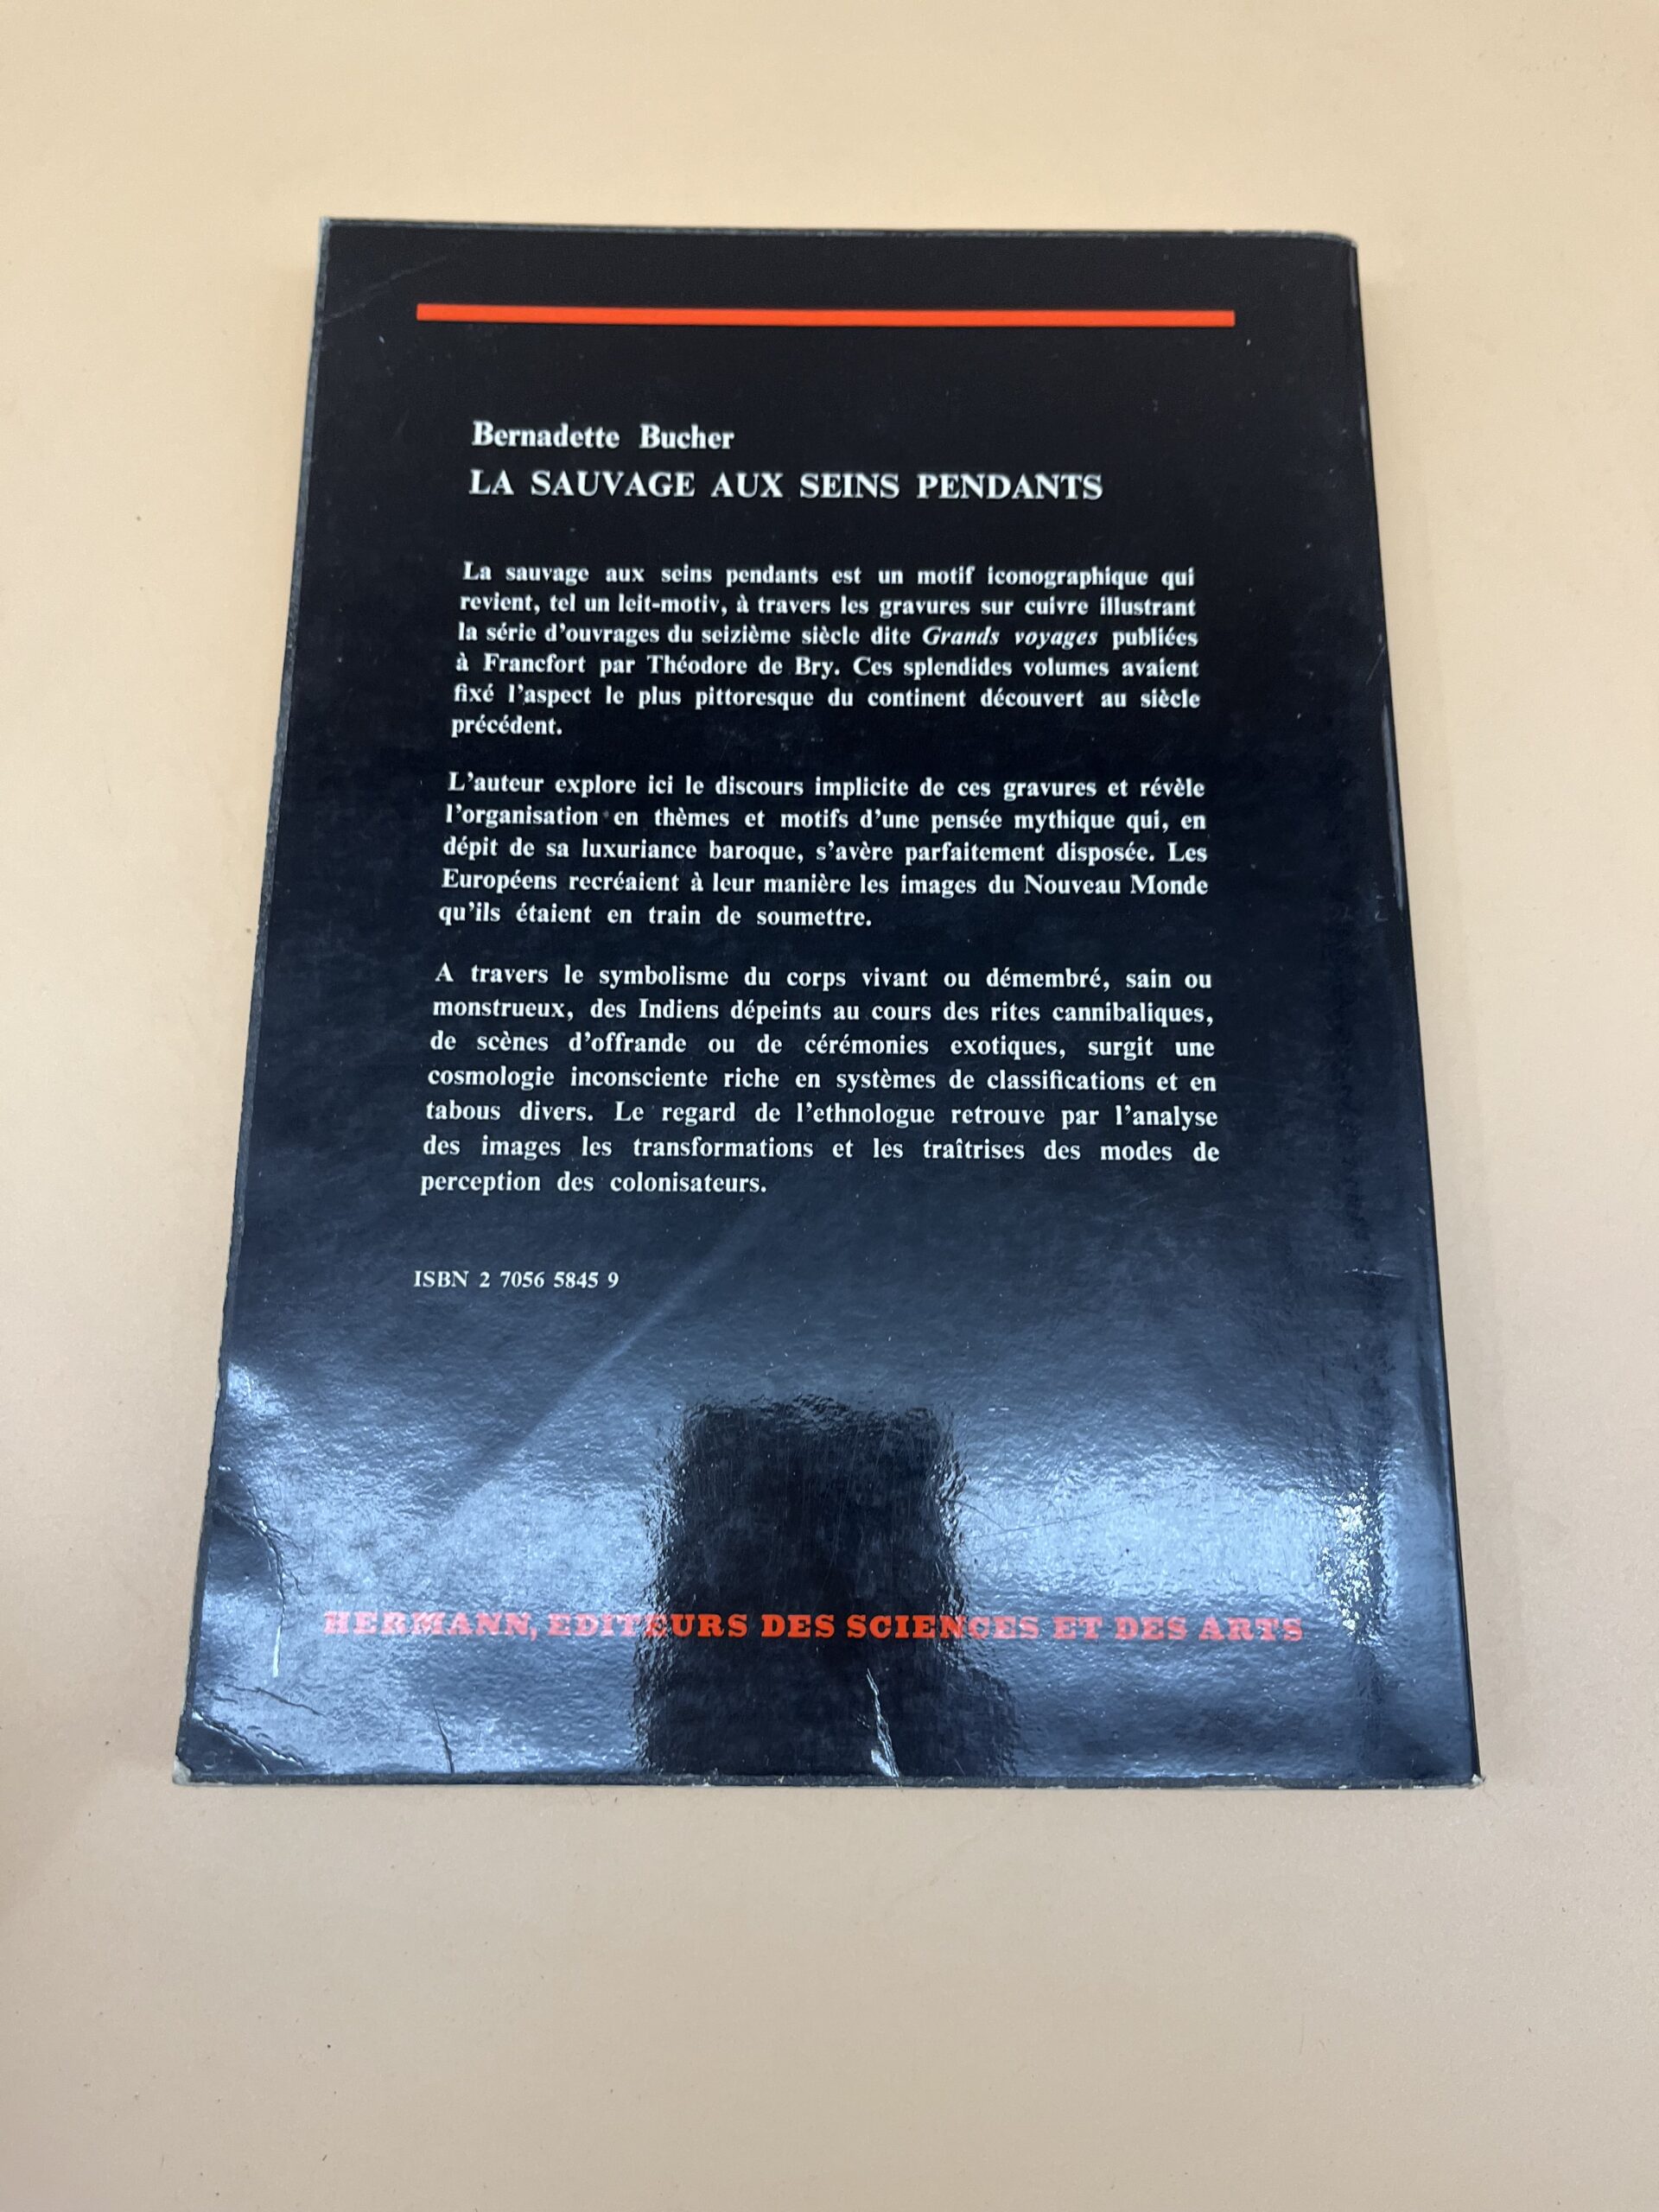 Bernadette Bucher
LA SAUVAGE AUX SEINS PENDANTS
La sauvage aux seins pendants est un motif iconographique qui
revient, tel un leit-motiv, à travers les gravures sur cuivre illustrant
la série d'ouvrages du seizième siècle dite Grands voyages publiées
à Francfort par Théodore de Bry. Ces splendides volumes avaient
fixé l'aspect le plus pittoresque du continent découvert au siècle
précédent.
L'auteur explore ici le discours implicite de ces gravures et révèle
l'organisation en thèmes et motifs d'une pensée mythique qui, en
dépit de sa luxuriance baroque, s'avère parfaitement disposée. Les
Européens recréaient à leur manière les images du Nouveau Monde
qu'ils étaient en train de soumettre.
A travers le symbolisme du corps vivant ou démembré, sain ou
monstrueux, des Indiens dépeints au cours des rites cannibaliques,
de scènes d'offrande ou de cérémonies exotiques, surgit une
cosmologie inconsciente riche en systèmes de classifications et en
tabous divers. Le regard de l'ethnologue retrouve par l'analyse
des images les transformations et les traîtrises des modes de
perception des colonisateurs.
ISBN 2 7056 5845 9
HERMANN, EDITEURS DES SCIENCES ET DES ARTS